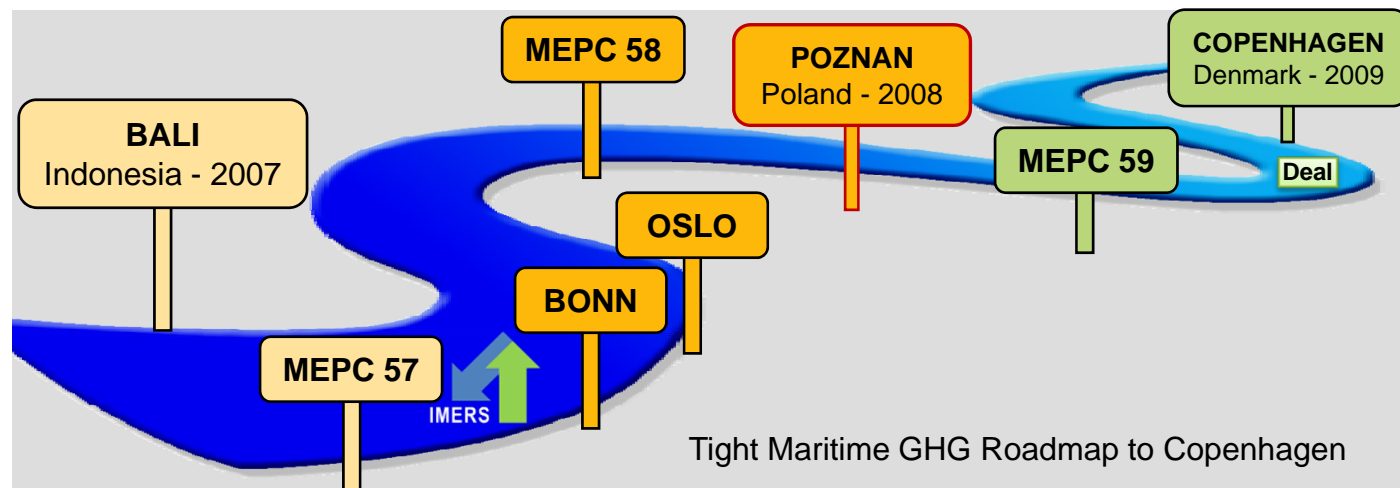 BALI
Indonesia - 2007
MEPC 57
IMERS
BONN
OSLO
MEPC 58
POZNAN
Poland - 2008
MEPC 59
COPENHAGEN
Denmark - 2009
Deal
Tight Maritime GHG Roadmap to Copenhagen